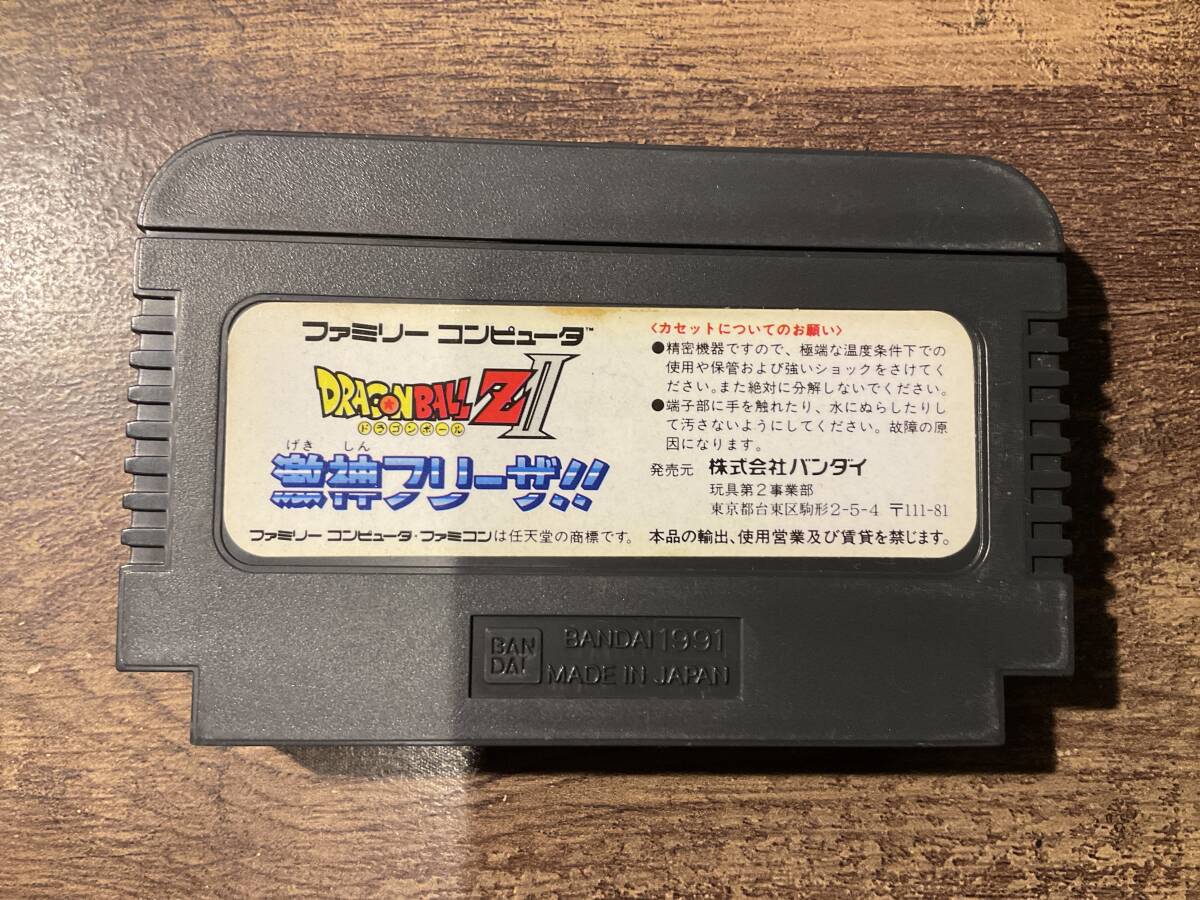 ファミリー コンピュータ™
DRAGON BALL Z II
ドラゴンボール
げき しん
激神フリーザ!!
ファミリー コンピュータ・ファミコンは任天堂の商標です。
〈カセットについてのお願い〉
●精密機器ですので、極端な温度条件下での
使用や保管および強いショックをさけてく
ださい。また絶対に分解しないでください。
●端子部に手を触れたり、水にぬらしたりし
て汚さないようにしてください。故障の原
因になります。
発売元 株式会社バンダイ
玩具第2事業部
東京都台東区駒形2-5-4 〒111-81
本品の輸出、使用営業及び賃貸を禁じます。
BAN
DAI
BANDAI 1991
MADE IN JAPAN